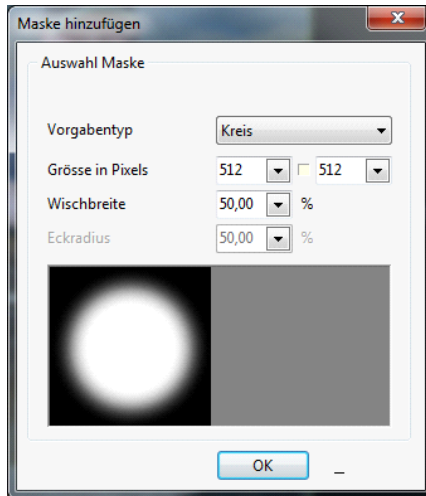 Maske hinzufügen
Auswahl Maske
Vorgabentyp Kreis
Grösse in Pixels 512 512
Wischbreite 50,00 %
Eckradius 50,00 %
OK _